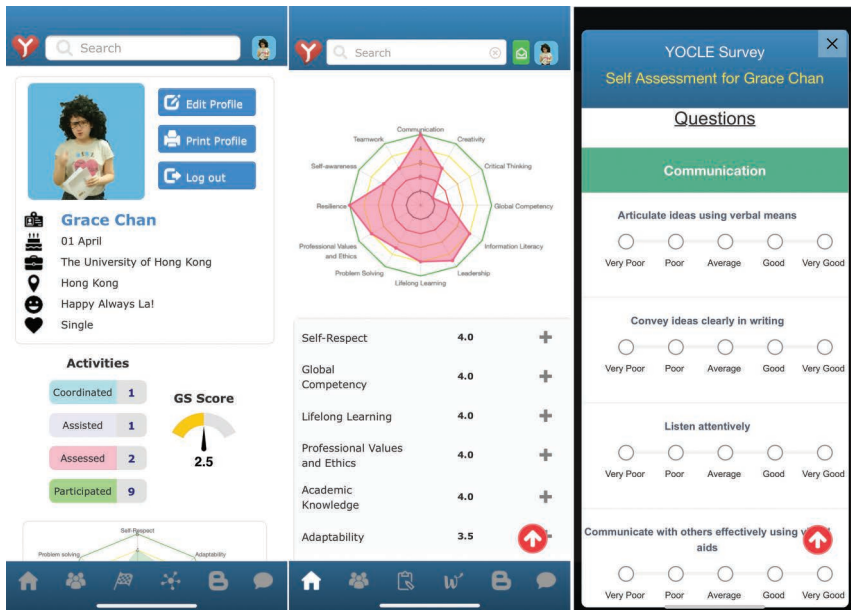 Y
Search
Edit Profile
Print Profile
Log out
Grace Chan
01 April
The University of Hong Kong
Hong Kong
Happy Always La!
Single
Activities
Coordinated 1
Assisted 1
Assessed 2
Participated 9
GS Score
2.5
Self-Respect
Problem solving
Adaptability
B
Y
Search
Communication
Teamwork
Creativity
Self-awareness
Critical Thinking
Resilience
Global Competency
Professional Values
and Ethics
Information Literacy
Problem Solving
Leadership
Lifelong Learning
Self-Respect 4.0
Global
Competency 4.0
Lifelong Learning 4.0
Professional Values
and Ethics 4.0
Academic
Knowledge 4.0
Adaptability 3.5
W
B
YOCLE Survey
Self Assessment for Grace Chan
Questions
Communication
Articulate ideas using verbal means
Very Poor Poor Average Good Very Good
Convey ideas clearly in writing
Very Poor Poor Average Good Very Good
Listen attentively
Very Poor Poor Average Good Very Good
Communicate with others effectively using
aids
Very Poor Poor Average Good Very Good